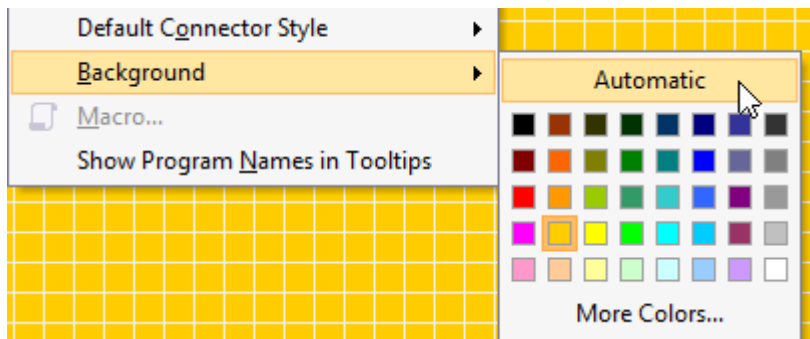 Default Connector Style
Background
Automatic
Macro...
Show Program Names in Tooltips
More Colors...